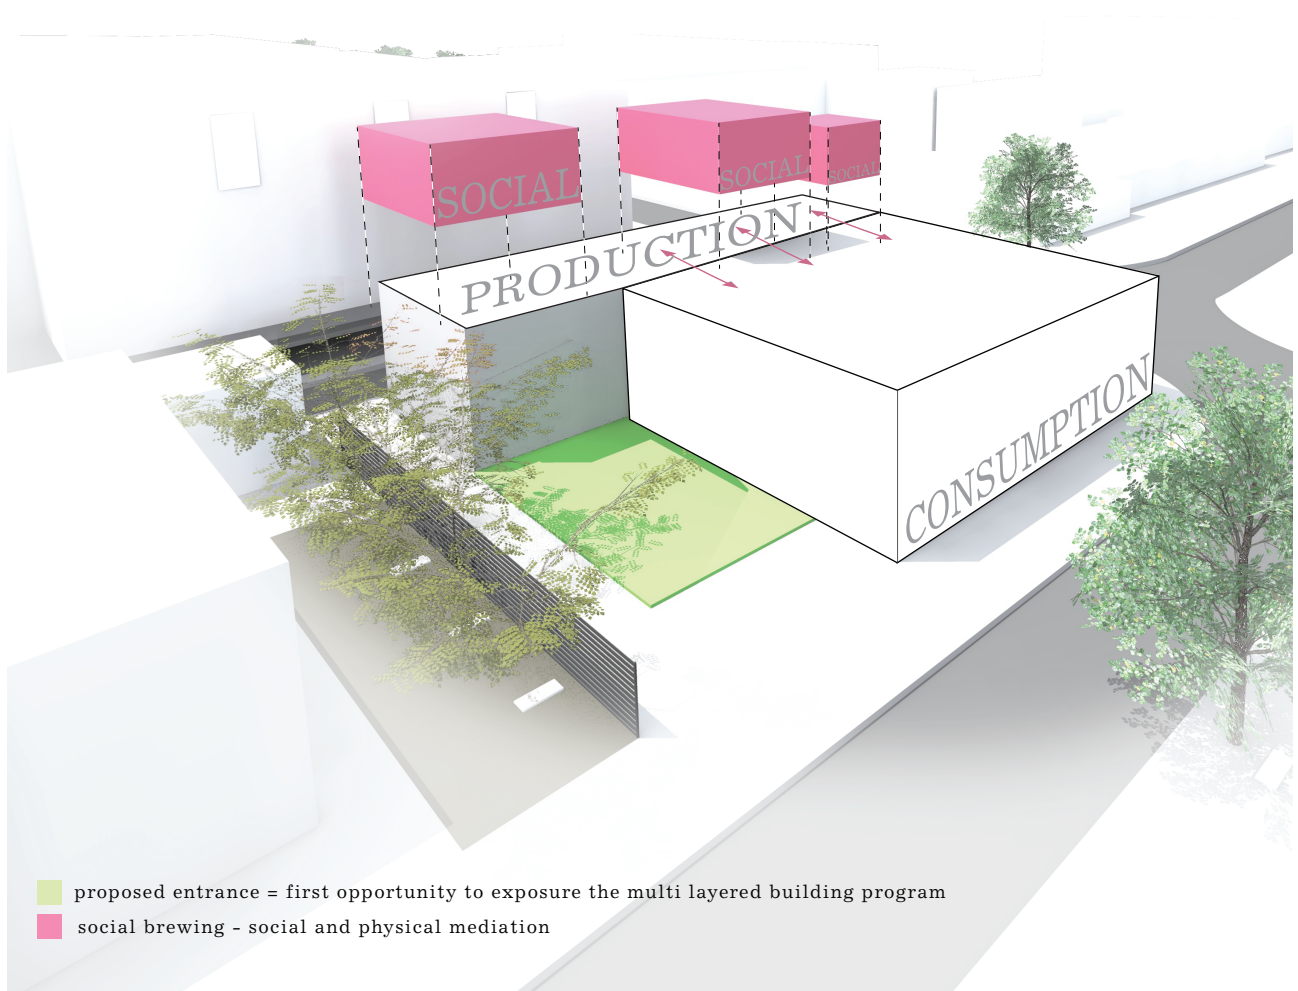 SOCIAL
SOCIAL
SOCIAL
PRODUCTION
CONSUMPTION
proposed entrance = first opportunity to exposure the multi layered building program
social brewing - social and physical mediation